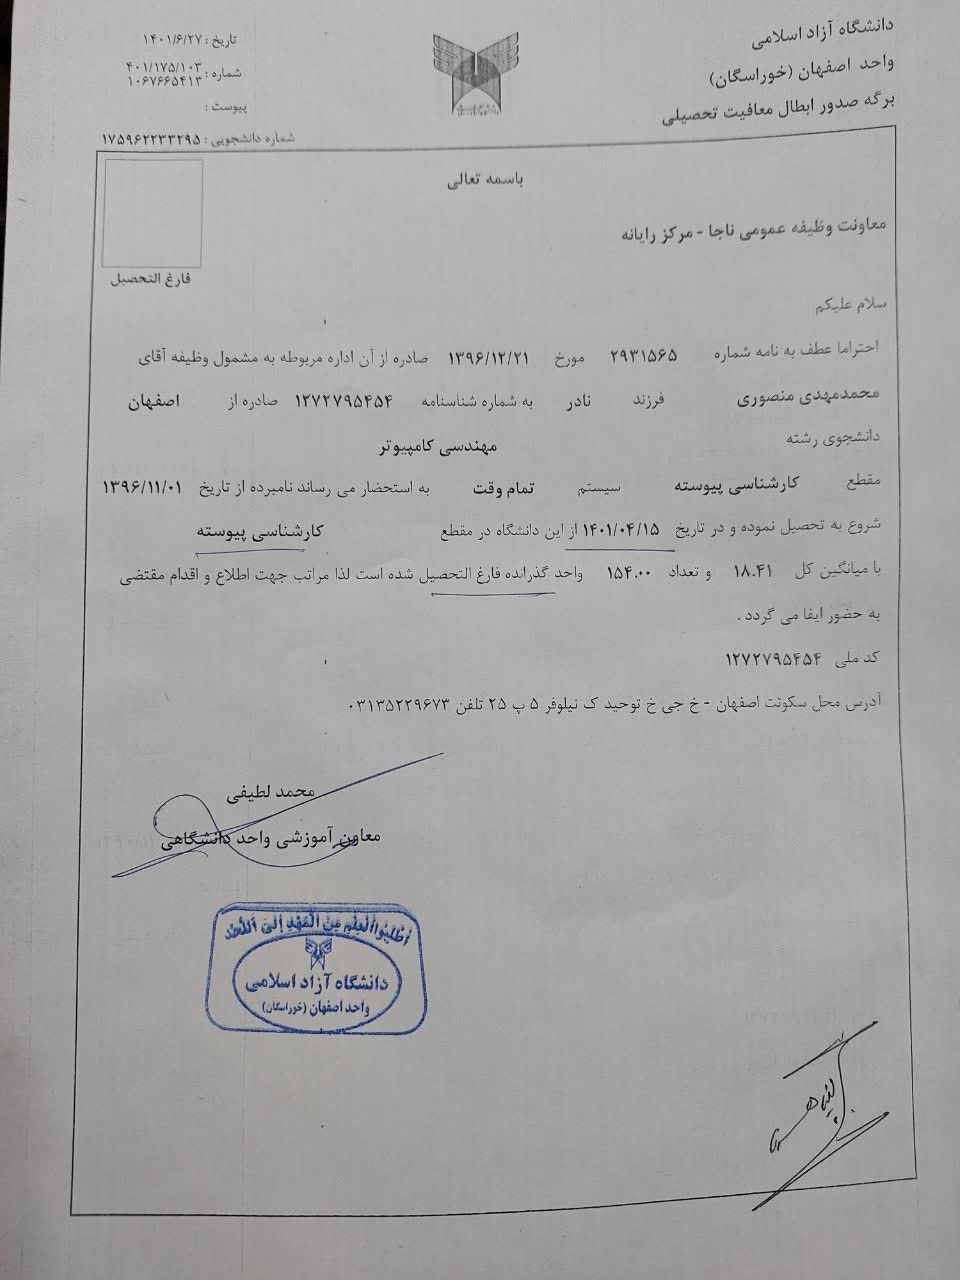 دانشگاه آزاد اسلامی
واحد اصفهان (خوراسگان)
برگه صدور ابطال معافیت تحصیلی
تاریخ : ۱۴۰۱/۶/۲۷
شماره : ۴۰۱/۱۷۵/۱۰۳
۱۰۶۷۶۶۵۴۱۳
پیوست :
شماره دانشجویی : ۱۷۵۹۶۲۲۳۳۲۹۵
باسمه تعالی
فارغ التحصیل
معاونت وظیفه عمومی ناجا - مرکز رایانه
سلام علیکم
احتراما عطف به نامه شماره ۲۹۳۱۵۶۵ مورخ ۱۳۹۶/۱۲/۲۱ صادره از آن اداره مربوطه به مشمول وظیفه آقای
محمدمهدی منصوری فرزند نادر به شماره شناسنامه ۱۲۷۲۷۹۵۴۵۴ صادره از اصفهان
دانشجوی رشته مهندسی کامپیوتر
مقطع کارشناسی پیوسته سیستم تمام وقت به استحضار می رساند نامبرده از تاریخ ۱۳۹۶/۱۱/۰۱
شروع به تحصیل نموده و در تاریخ ۱۴۰۱/۰۴/۱۵ از این دانشگاه در مقطع کارشناسی پیوسته
با میانگین کل ۱۸.۴۱ و تعداد ۱۵۴.۰۰ واحد گذرانده فارغ التحصیل شده است لذا مراتب جهت اطلاع و اقدام مقتضی
به حضور ایفا می گردد .
کد ملی ۱۲۷۲۷۹۵۴۵۴
آدرس محل سکونت اصفهان - خ جی خ توحید ک نیلوفر ۵ پ ۲۵ تلفن ۰۳۱۳۵۲۲۹۶۷۳
محمد لطیفی
معاون آموزشی واحد دانشگاهی
اُطْلُبُواالْعِلْمَ مِنَ الْمَهْدِ إِلَی اللَّحْدِ
دانشگاه آزاد اسلامی
واحد اصفهان (خوراسگان)